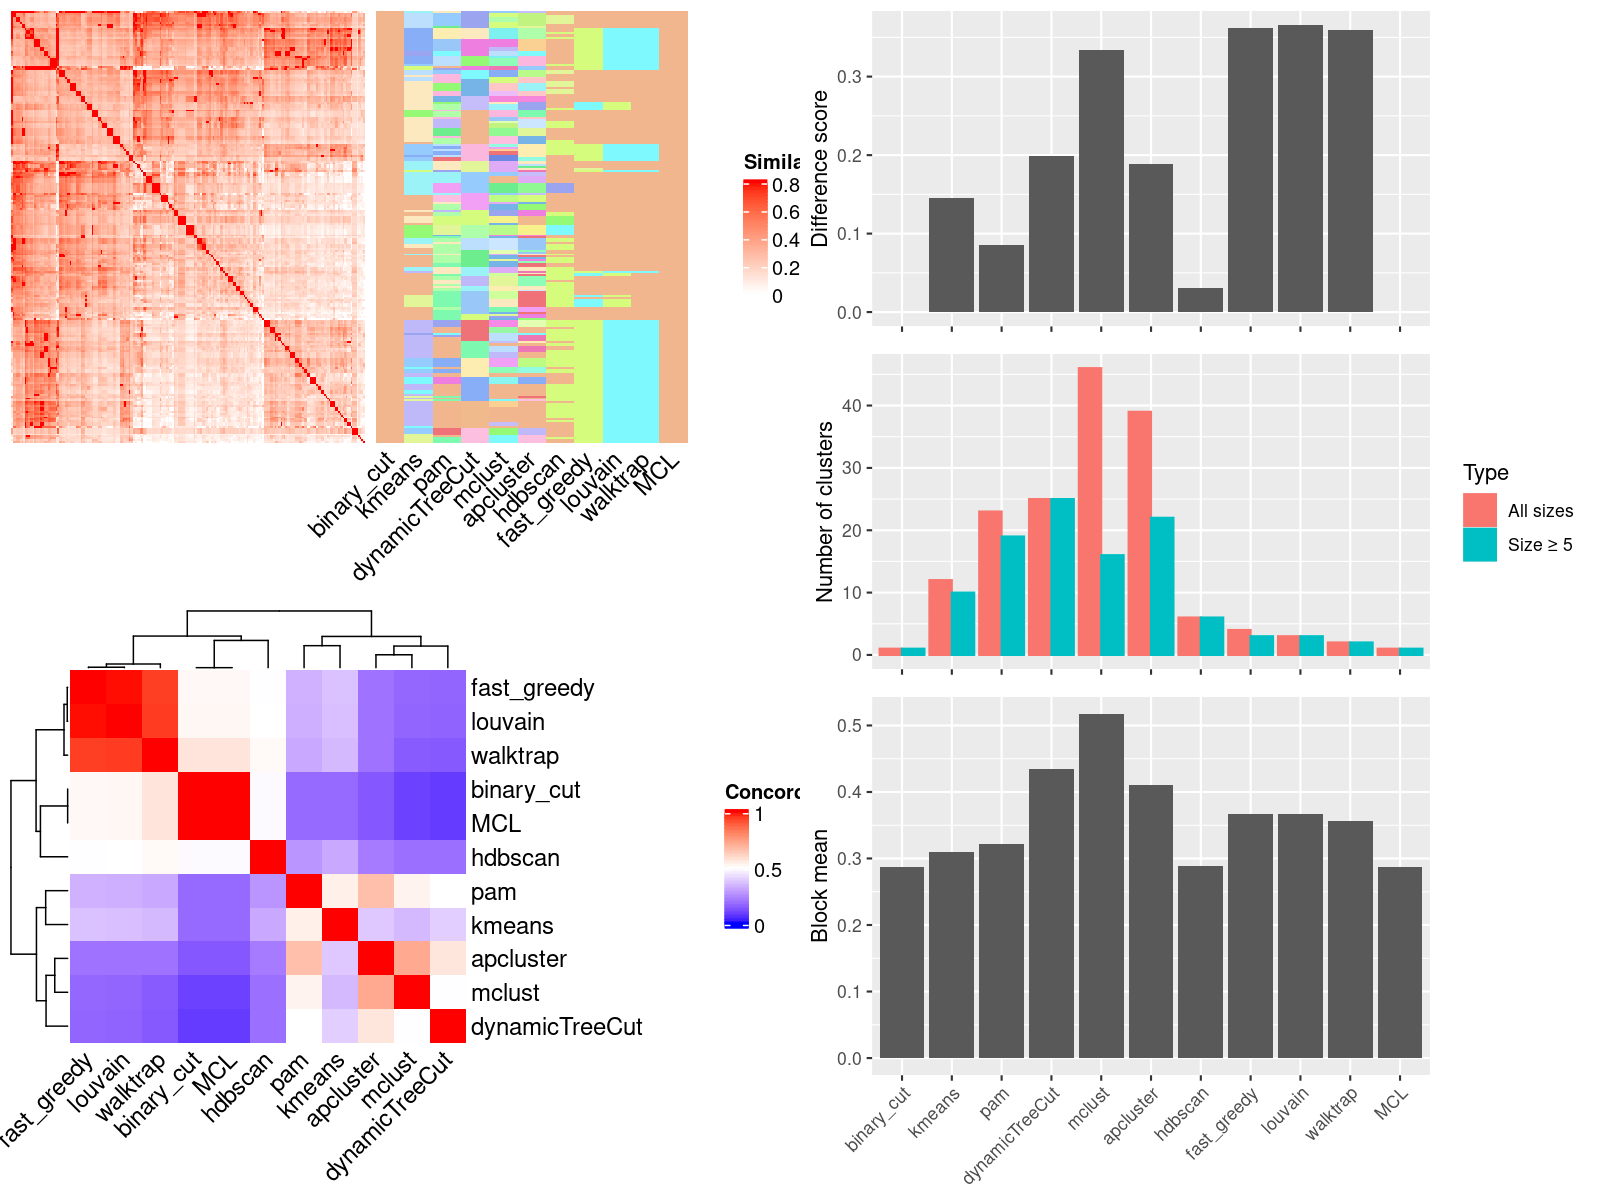 Simila
0.8
0.6
0.4
0.2
0
binary_cut
kmeans
pam
dynamicTreeCut
mclust
apcluster
hdbscan
fast_greedy
louvain
walktrap
MCL
fast_greedy
louvain
walktrap
binary_cut
MCL
hdbscan
pam
kmeans
apcluster
mclust
dynamicTreeCut
fast_greedy
louvain
walktrap
binary_cut
MCL
hdbscan
pam
kmeans
apcluster
mclust
dynamicTreeCut
Concord
1
0.5
0
Difference score
0.3
0.2
0.1
0.0
Number of clusters
40
30
20
10
0
Type
All sizes
Size ≥ 5
Block mean
0.5
0.4
0.3
0.2
0.1
0.0
binary_cut
kmeans
pam
dynamicTreeCut
mclust
apcluster
hdbscan
fast_greedy
louvain
walktrap
MCL